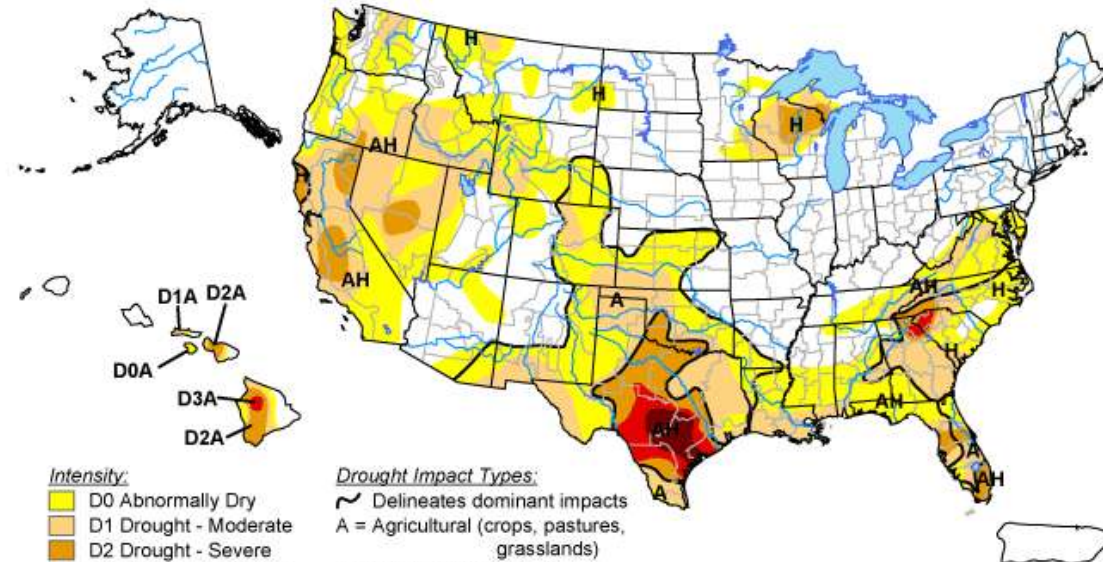 H
H
H
AH
H
AH
A
AH
H
H
AH
AH
A
AH
A
D1A D2A
D0A
D3A
D2A
Intensity:
D0 Abnormally Dry
D1 Drought - Moderate
D2 Drought - Severe
Drought Impact Types:
Delineates dominant impacts
A = Agricultural (crops, pastures,
grasslands)